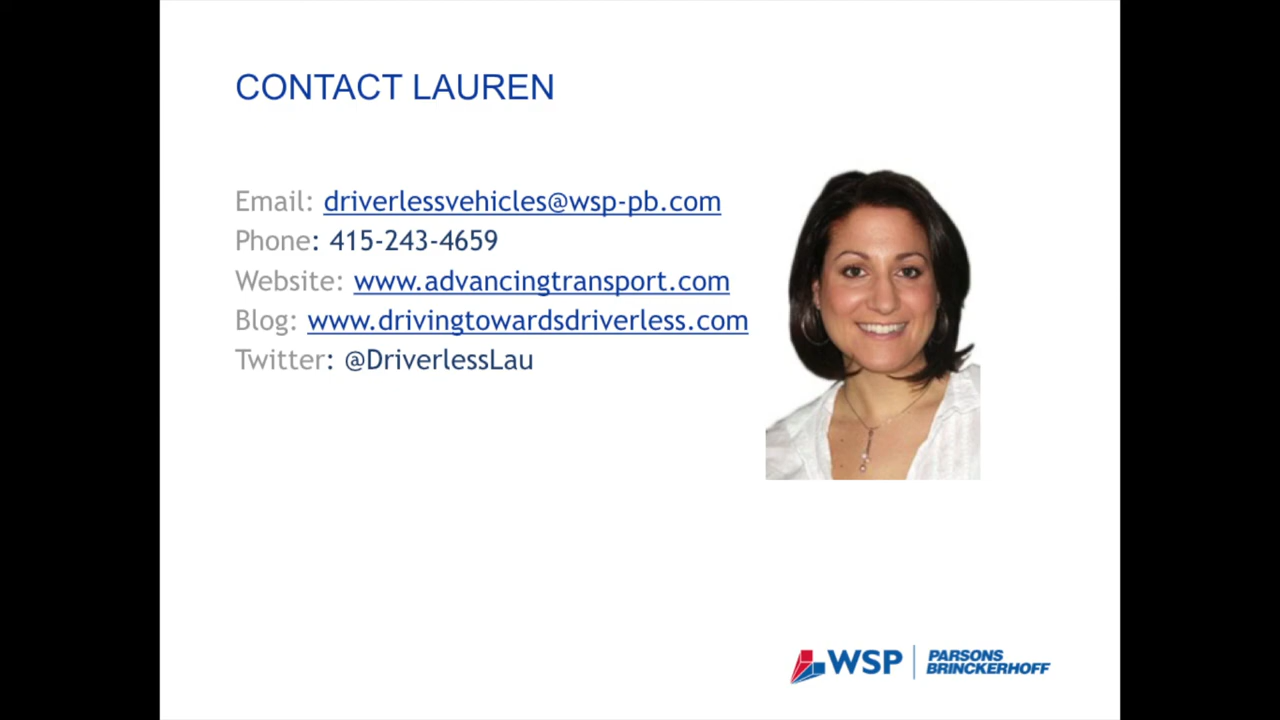 CONTACT LAUREN
Email: driverlessvehicles@wsp-pb.com
Phone: 415-243-4659
Website: www.advancingtransport.com
Blog: www.drivingtowardsdriverless.com
Twitter: @DriverlessLau
WSP | PARSONS
BRINCKERHOFF